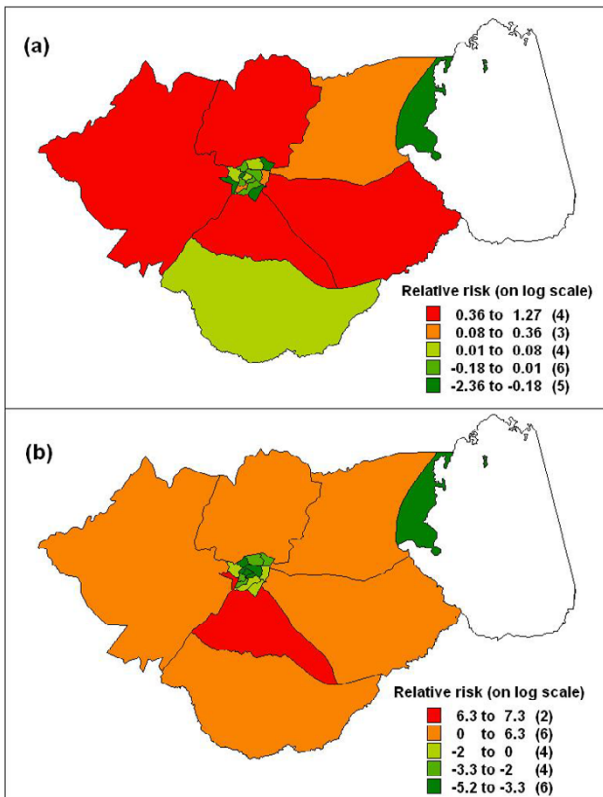 (a)
Relative risk (on log scale)
0.36 to 1.27 (4)
0.08 to 0.36 (3)
0.01 to 0.08 (4)
-0.18 to 0.01 (6)
-2.36 to -0.18 (5)
(b)
Relative risk (on log scale)
6.3 to 7.3 (2)
0 to 6.3 (6)
-2 to 0 (4)
-3.3 to -2 (4)
-5.2 to -3.3 (6)